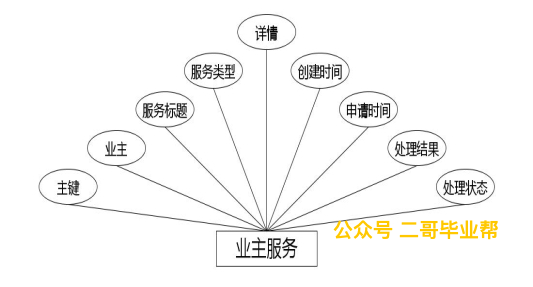 详情
服务类型
创建时间
服务标题
申请时间
业主
处理结果
主键
处理状态
公众号 二哥毕业帮
业主服务